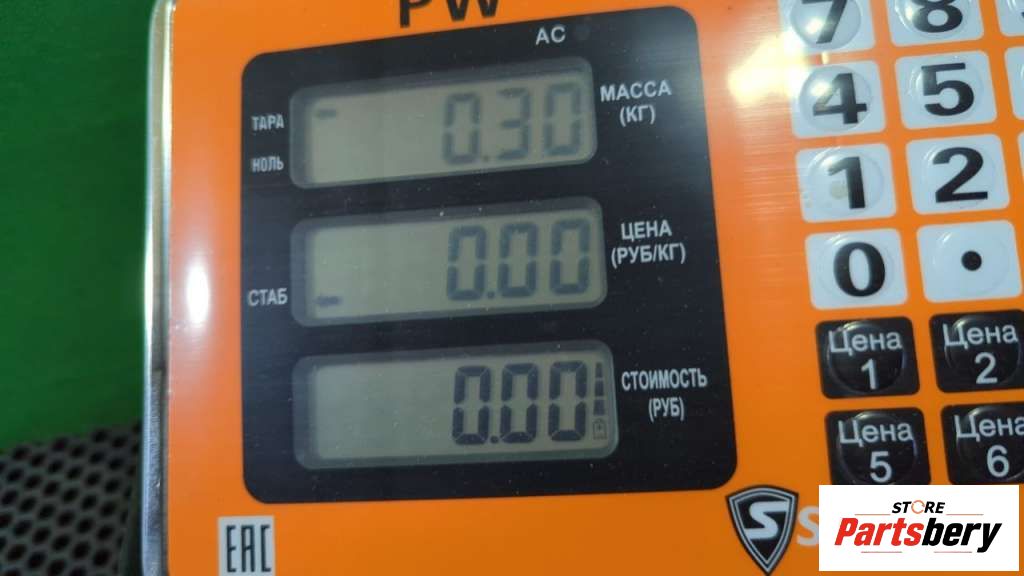 PW
AC
ТАРА
НОЛЬ
0.30
МАССА
(КГ)
СТАБ
0.00
ЦЕНА
(РУБ/КГ)
0.00
СТОИМОСТЬ
(РУБ)
7 8
4 5
1 2
0 .
Цена
1
Цена
2
Цена
5
Цена
6
EAC
S
STORE
Partsbery